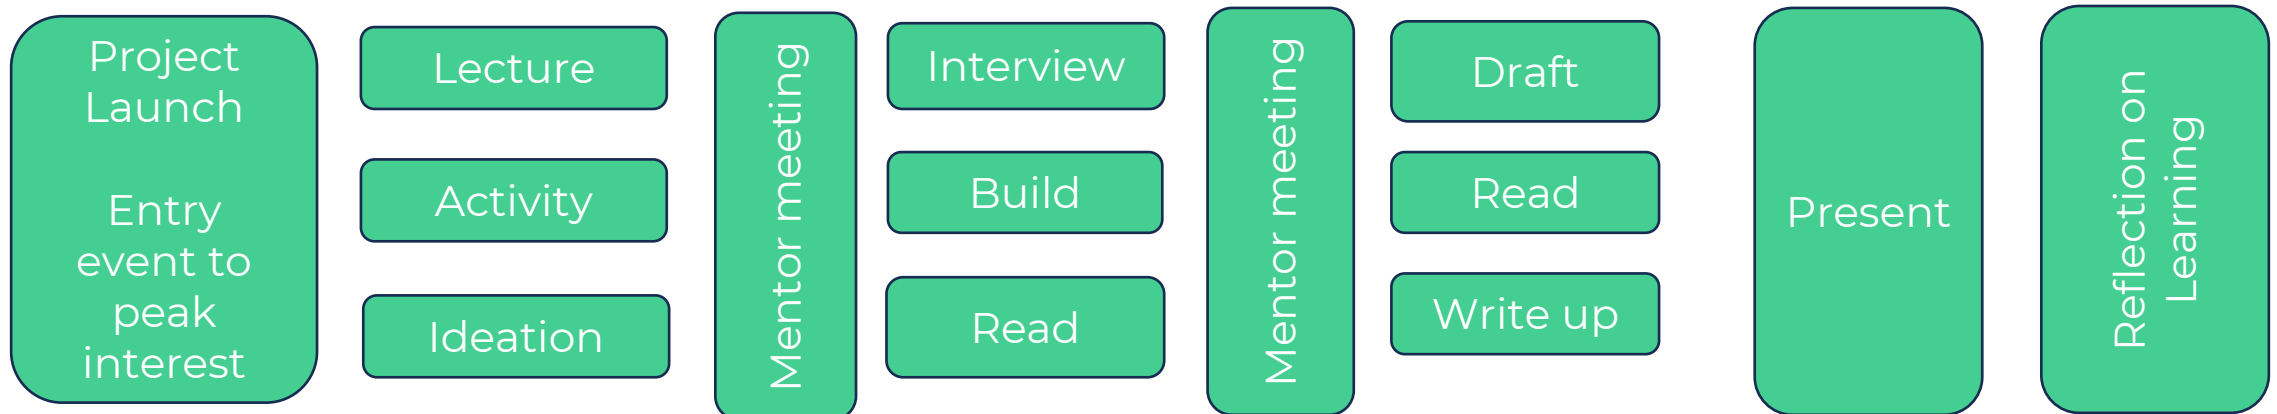 Project
Launch
Entry
event to
peak
interest
Lecture
Activity
Ideation
Mentor meeting
Interview
Build
Read
Mentor meeting
Draft
Read
Write up
Present
Reflection on
Learning